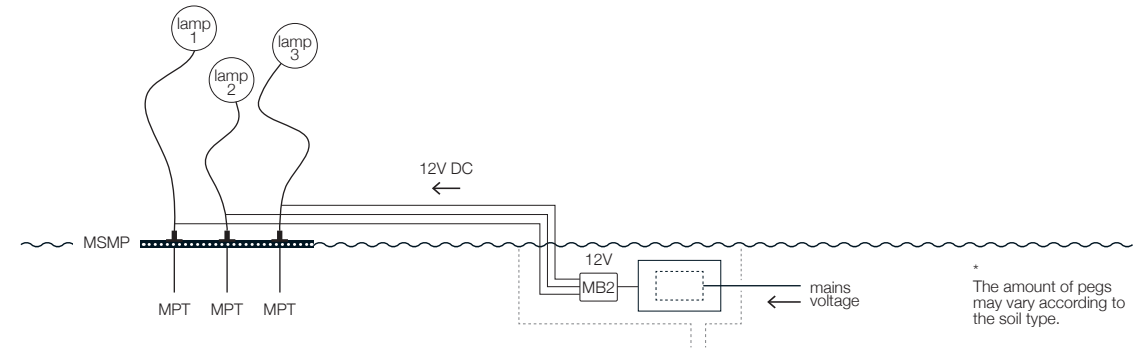 lamp
1
lamp
2
lamp
3
12V DC
MSMP
12V
MB2
mains
voltage
MPT
MPT
MPT
*
The amount of pegs
may vary according to
the soil type.